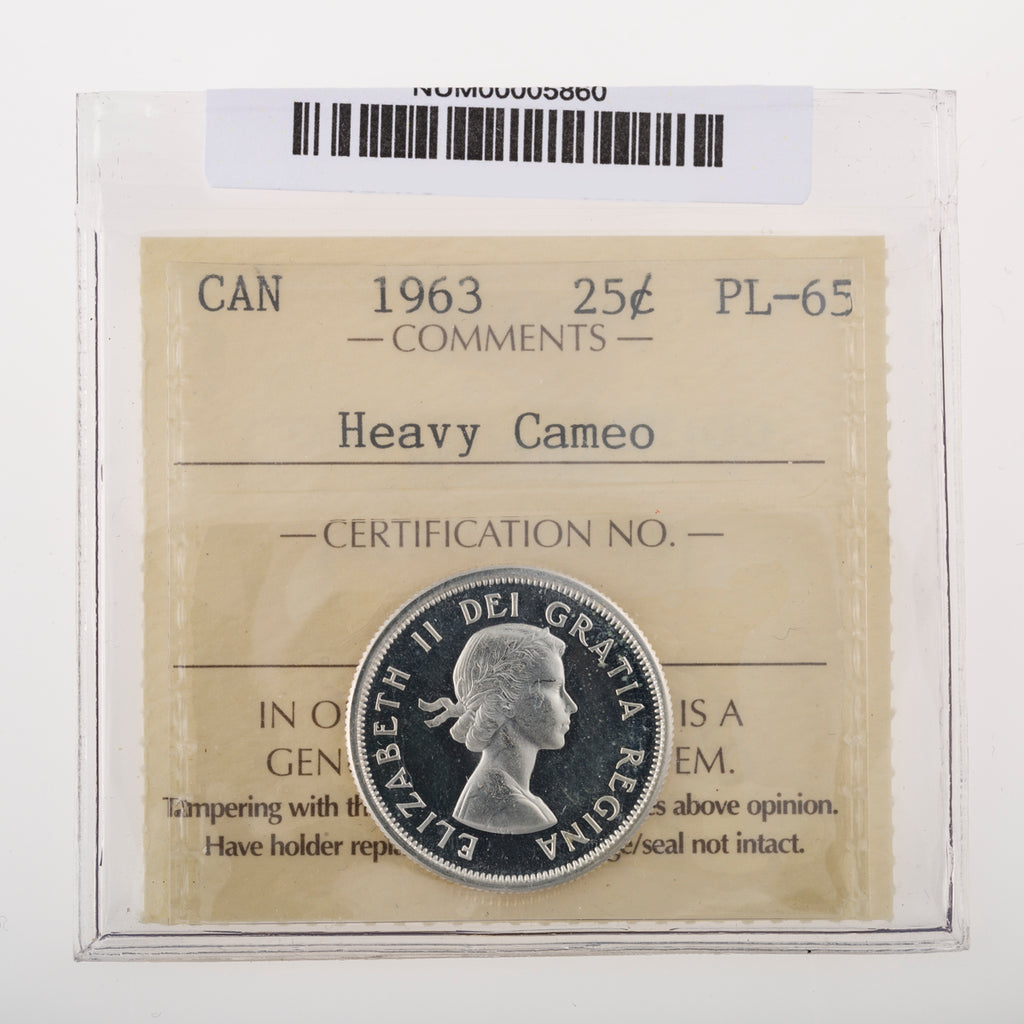 NUM00005860
CAN 1963 25¢ PL-65
— COMMENTS —
Heavy Cameo
— CERTIFICATION NO. —
ELIZABETH II DEI GRATIA REGINA
IN O IS A
GEN EM.
Tampering with th s above opinion.
Have holder repl e/seal not intact.